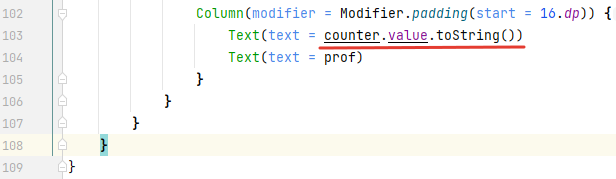 102 Column(modifier = Modifier.padding(start = 16.dp)) {
103 Text(text = counter.value.toString())
104 Text(text = prof)
105 }
106 }
107 }
108 }
109 }